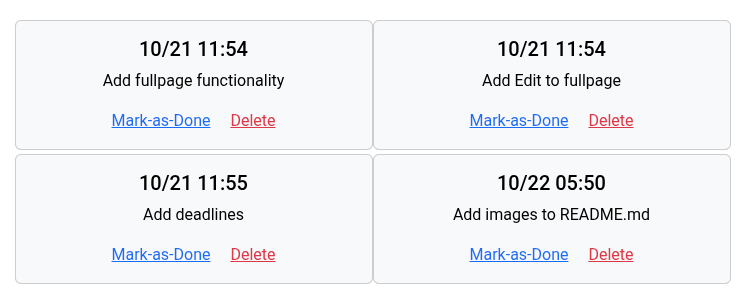 10/21 11:54
Add fullpage functionality
Mark-as-Done Delete
10/21 11:54
Add Edit to fullpage
Mark-as-Done Delete
10/21 11:55
Add deadlines
Mark-as-Done Delete
10/22 05:50
Add images to README.md
Mark-as-Done Delete